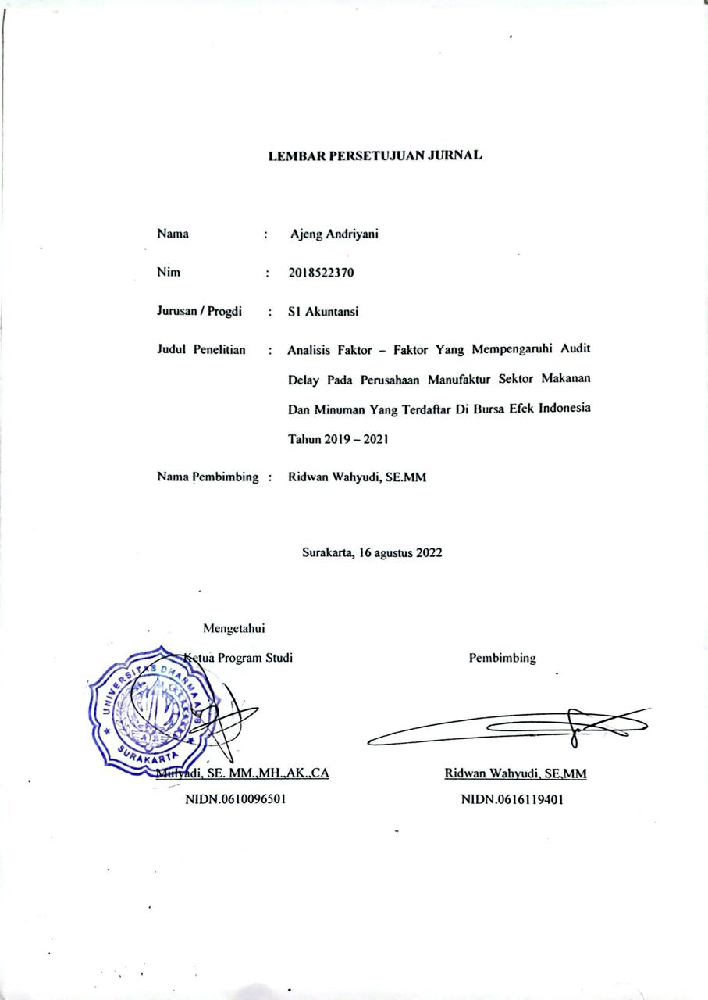 LEMBAR PERSETUJUAN JURNAL
Nama : Ajeng Andriyani
Nim : 2018522370
Jurusan / Progdi : S1 Akuntansi
Judul Penelitian : Analisis Faktor – Faktor Yang Mempengaruhi Audit
Delay Pada Perusahaan Manufaktur Sektor Makanan
Dan Minuman Yang Terdaftar Di Bursa Efek Indonesia
Tahun 2019 – 2021
Nama Pembimbing : Ridwan Wahyudi, SE.MM
Surakarta, 16 agustus 2022
Mengetahui
Ketua Program Studi
Pembimbing
UNIVERSITAS DHARMA AUB
SURAKARTA
Mulyadi, SE. MM.,MH.,AK.,CA
Ridwan Wahyudi, SE,MM
NIDN.0610096501
NIDN.0616119401